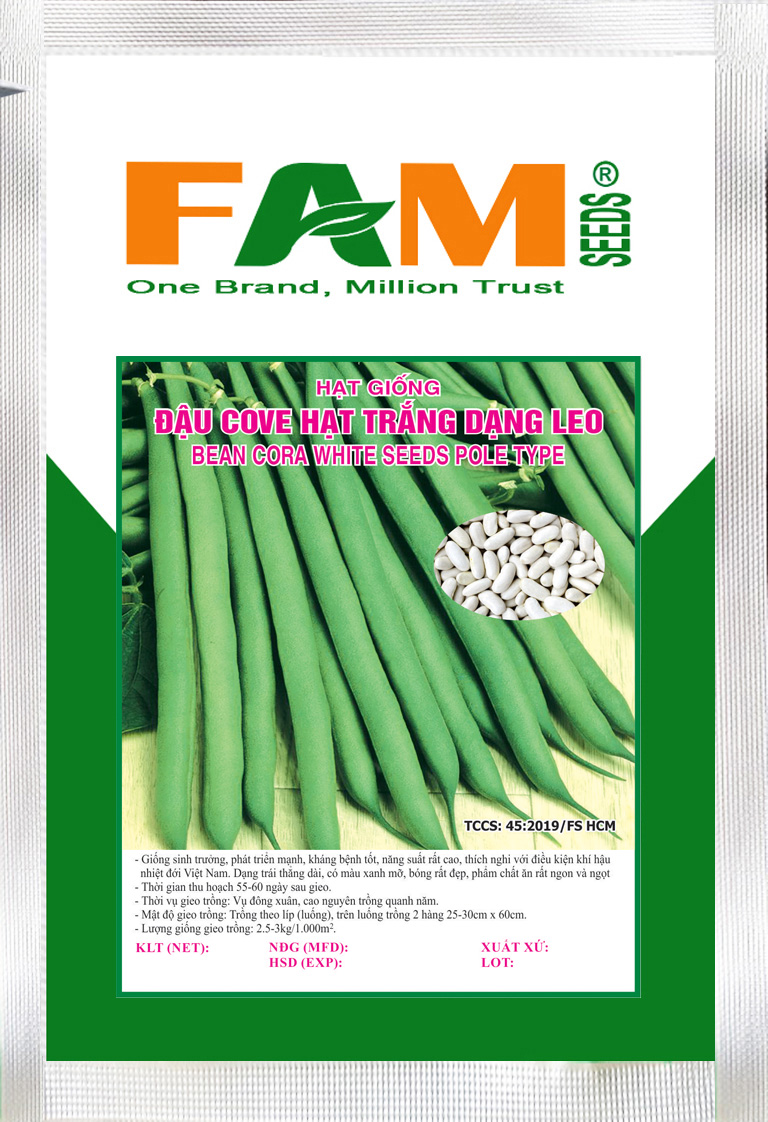 FAM SEEDS®
One Brand, Million Trust
HẠT GIỐNG
ĐẬU COVE HẠT TRẮNG DẠNG LEO
BEAN CORA WHITE SEEDS POLE TYPE
TCCS: 45:2019/FS HCM
- Giống sinh trưởng, phát triển mạnh, kháng bệnh tốt, năng suất rất cao, thích nghi với điều kiện khí hậu
nhiệt đới Việt Nam. Dạng trái thẳng dài, có màu xanh mỡ, bóng rất đẹp, phẩm chất ăn rất ngon và ngọt
- Thời gian thu hoạch 55-60 ngày sau gieo.
- Thời vụ gieo trồng: Vụ đông xuân, cao nguyên trồng quanh năm.
- Mật độ gieo trồng: Trồng theo líp (luống), trên luống trồng 2 hàng 25-30cm x 60cm.
- Lượng giống gieo trồng: 2.5-3kg/1.000m².
KLT (NET): NĐG (MFD): XUẤT XỨ:
HSD (EXP): LOT: